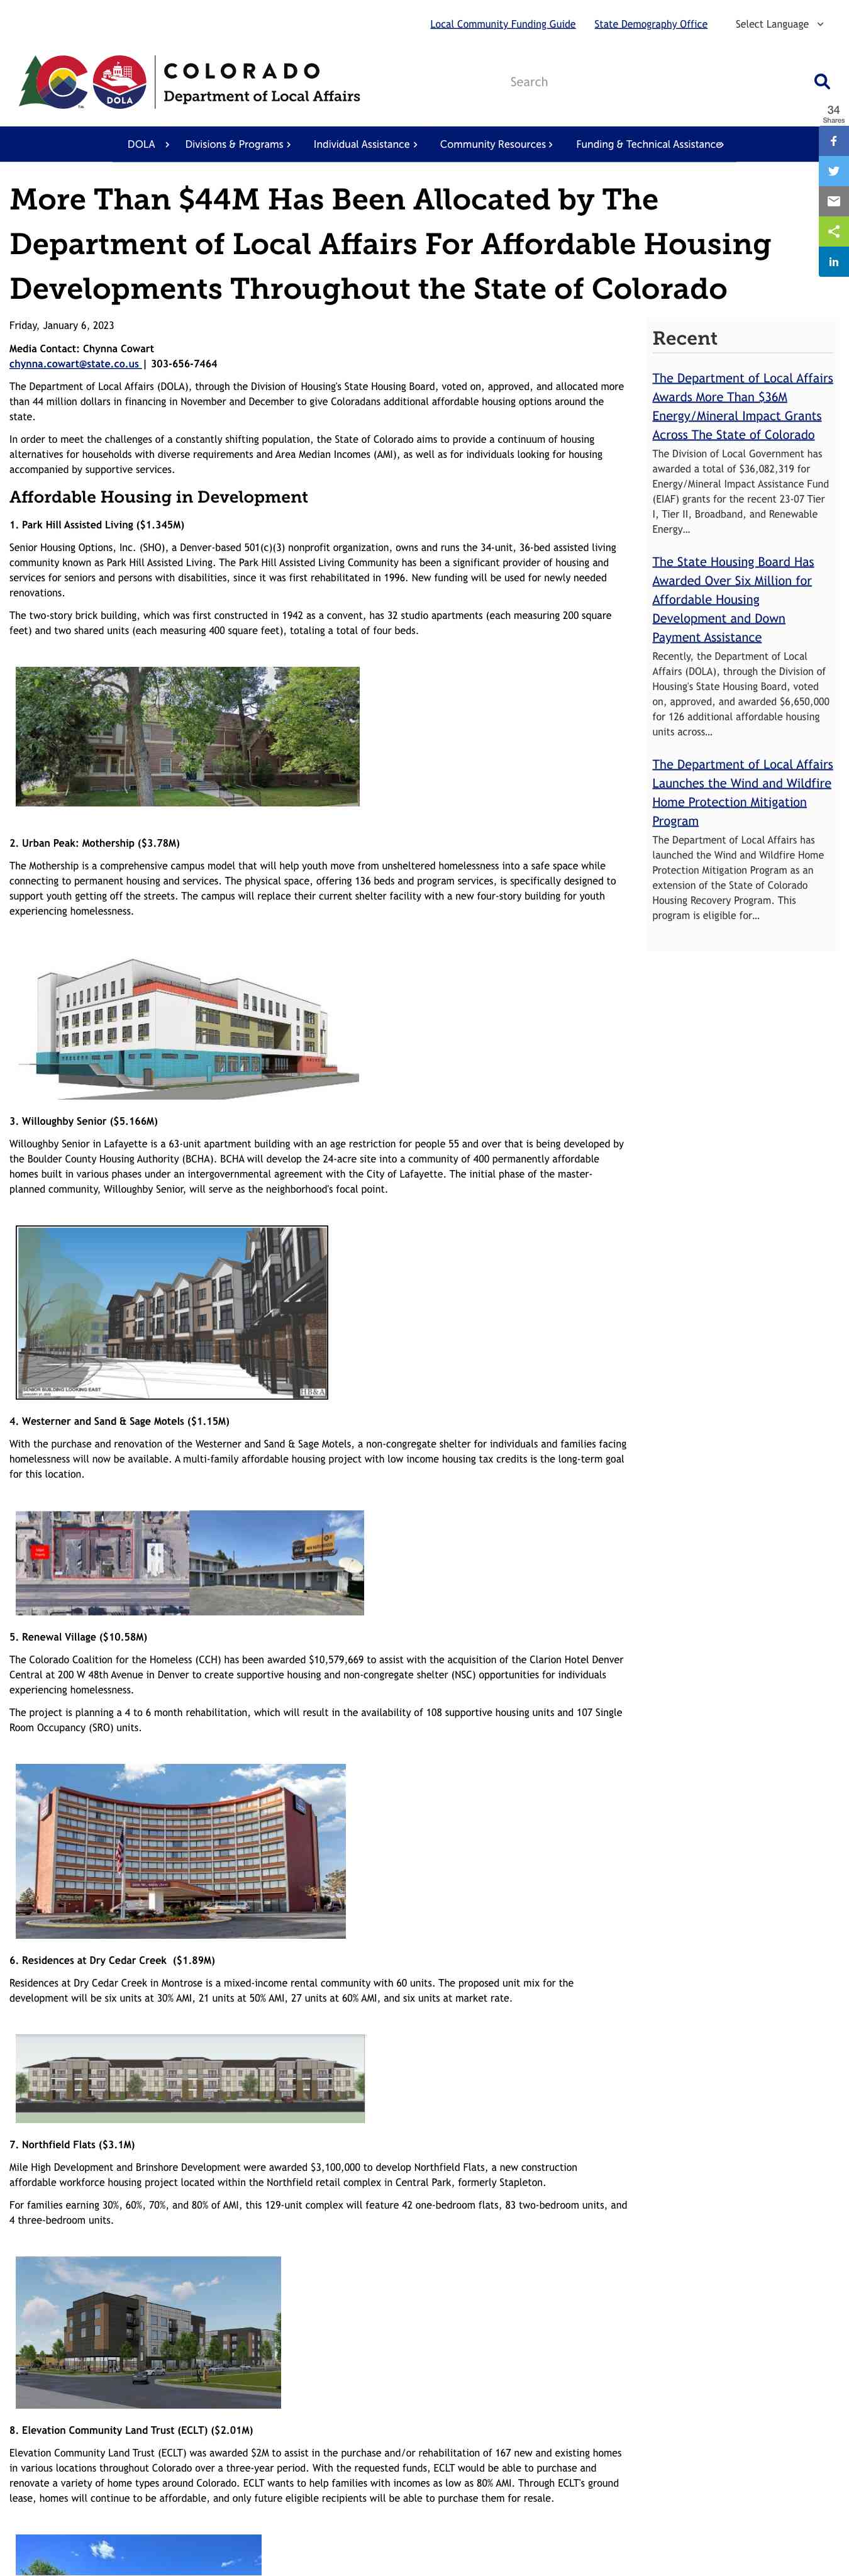 Local Community Funding Guide
State Demography Office
Select Language
COLORADO
Department of Local Affairs
DOLA
Search
34
Shares
DOLA
Divisions & Programs
Individual Assistance
Community Resources
Funding & Technical Assistance
More Than $44M Has Been Allocated by The
Department of Local Affairs For Affordable Housing
Developments Throughout the State of Colorado
Friday, January 6, 2023
Media Contact: Chynna Cowart
chynna.cowart@state.co.us | 303-656-7464
The Department of Local Affairs (DOLA), through the Division of Housing's State Housing Board, voted on, approved, and allocated more
than 44 million dollars in financing in November and December to give Coloradans additional affordable housing options around the
state.
In order to meet the challenges of a constantly shifting population, the State of Colorado aims to provide a continuum of housing
alternatives for households with diverse requirements and Area Median Incomes (AMI), as well as for individuals looking for housing
accompanied by supportive services.
Affordable Housing in Development
1. Park Hill Assisted Living ($1.345M)
Senior Housing Options, Inc. (SHO), a Denver-based 501(c)(3) nonprofit organization, owns and runs the 34-unit, 36-bed assisted living
community known as Park Hill Assisted Living. The Park Hill Assisted Living Community has been a significant provider of housing and
services for seniors and persons with disabilities, since it was first rehabilitated in 1996. New funding will be used for newly needed
renovations.
The two-story brick building, which was first constructed in 1942 as a convent, has 32 studio apartments (each measuring 200 square
feet) and two shared units (each measuring 400 square feet), totaling a total of four beds.
2. Urban Peak: Mothership ($3.78M)
The Mothership is a comprehensive campus model that will help youth move from unsheltered homelessness into a safe space while
connecting to permanent housing and services. The physical space, offering 136 beds and program services, is specifically designed to
support youth getting off the streets. The campus will replace their current shelter facility with a new four-story building for youth
experiencing homelessness.
3. Willoughby Senior ($5.166M)
Willoughby Senior in Lafayette is a 63-unit apartment building with an age restriction for people 55 and over that is being developed by
the Boulder County Housing Authority (BCHA). BCHA will develop the 24-acre site into a community of 400 permanently affordable
homes built in various phases under an intergovernmental agreement with the City of Lafayette. The initial phase of the master-
planned community, Willoughby Senior, will serve as the neighborhood's focal point.
SENIOR BUILDING LOOKING EAST
4. Westerner and Sand & Sage Motels ($1.15M)
With the purchase and renovation of the Westerner and Sand & Sage Motels, a non-congregate shelter for individuals and families facing
homelessness will now be available. A multi-family affordable housing project with low income housing tax credits is the long-term goal
for this location.
5. Renewal Village ($10.58M)
The Colorado Coalition for the Homeless (CCH) has been awarded $10,579,669 to assist with the acquisition of the Clarion Hotel Denver
Central at 200 W 48th Avenue in Denver to create supportive housing and non-congregate shelter (NSC) opportunities for individuals
experiencing homelessness.
The project is planning a 4 to 6 month rehabilitation, which will result in the availability of 108 supportive housing units and 107 Single
Room Occupancy (SRO) units.
6. Residences at Dry Cedar Creek ($1.89M)
Residences at Dry Cedar Creek in Montrose is a mixed-income rental community with 60 units. The proposed unit mix for the
development will be six units at 30% AMI, 21 units at 50% AMI, 27 units at 60% AMI, and six units at market rate.
7. Northfield Flats ($3.1M)
Mile High Development and Brinshore Development were awarded $3,100,000 to develop Northfield Flats, a new construction
affordable workforce housing project located within the Northfield retail complex in Central Park, formerly Stapleton.
For families earning 30%, 60%, 70%, and 80% of AMI, this 129-unit complex will feature 42 one-bedroom flats, 83 two-bedroom units, and
4 three-bedroom units.
8. Elevation Community Land Trust (ECLT) ($2.01M)
Elevation Community Land Trust (ECLT) was awarded $2M to assist in the purchase and/or rehabilitation of 167 new and existing homes
in various locations throughout Colorado over a three-year period. With the requested funds, ECLT would be able to purchase and
renovate a variety of home types around Colorado. ECLT wants to help families with incomes as low as 80% AMI. Through ECLT's ground
lease, homes will continue to be affordable, and only future eligible recipients will be able to purchase them for resale.
Recent
The Department of Local Affairs
Awards More Than $36M
Energy/Mineral Impact Grants
Across The State of Colorado
The Division of Local Government has
awarded a total of $36,082,319 for
Energy/Mineral Impact Assistance Fund
(EIAF) grants for the recent 23-07 Tier
I, Tier II, Broadband, and Renewable
Energy...
The State Housing Board Has
Awarded Over Six Million for
Affordable Housing
Development and Down
Payment Assistance
Recently, the Department of Local
Affairs (DOLA), through the Division of
Housing's State Housing Board, voted
on, approved, and awarded $6,650,000
for 126 additional affordable housing
units across...
The Department of Local Affairs
Launches the Wind and Wildfire
Home Protection Mitigation
Program
The Department of Local Affairs has
launched the Wind and Wildfire Home
Protection Mitigation Program as an
extension of the State of Colorado
Housing Recovery Program. This
program is eligible for...